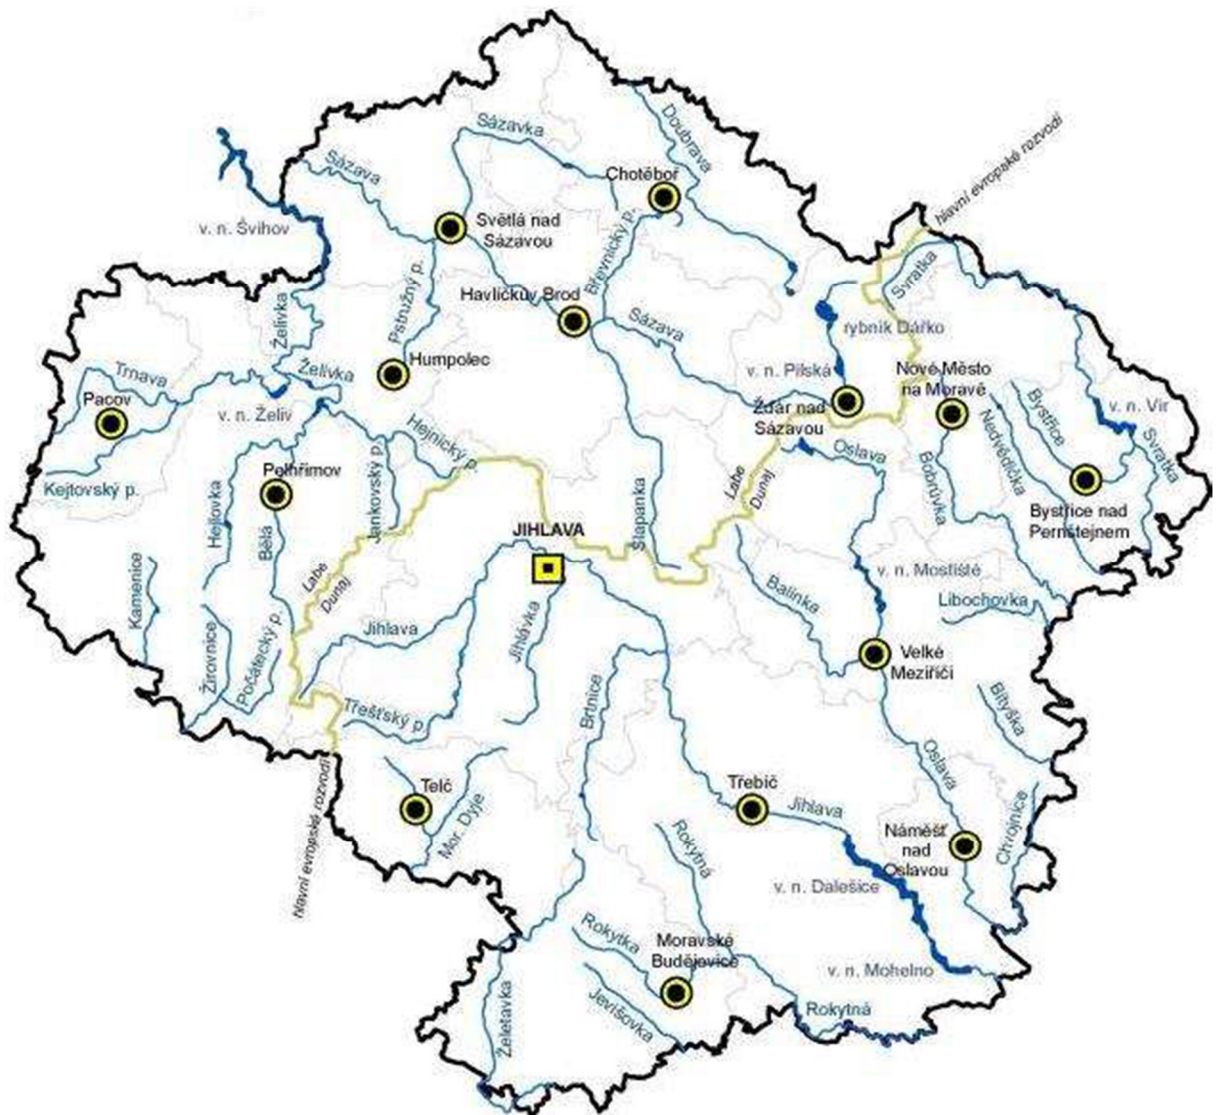 Doubrava
hlavní evropské rozvodí
Sázavka
Sázava
Chotěboř
Světlá nad
Sázavou
v. n. Švihov
Břevnický p.
Svratka
Pstružný p.
Havlíčkův Brod
Želivka
Sázava
rybník Dářko
Humpolec
Trnava
Želivka
v. n. Pilská
Nové Město
na Moravě
Pacov
v. n. Želiv
Žďár nad
Sázavou
Bystřice
v. n. Vír
Hejnický p.
Nedvědička
Oslava
Svratka
Pelhřimov
Kejtovský p.
Jankovský p.
Bobrůvka
Labe
Dunaj
Hejlovka
Šlapanka
Bystřice nad
Pernštejnem
Bělá
JIHLAVA
Labe
Dunaj
v. n. Mostiště
Kamenice
Balinka
Libochovka
Jihlava
Jihlávka
Žirovnice
Počátecký p.
Velké
Meziříčí
Brtnice
Bítýška
Třešťský p.
Oslava
Telč
Třebíč
Mor. Dyje
Jihlava
hlavní evropské rozvodí
Rokytná
Náměšť
nad
Oslavou
Chvojnice
v. n. Dalešice
Rokytka
Moravské
Budějovice
v. n. Mohelno
Želetavka
Jevišovka
Rokytná